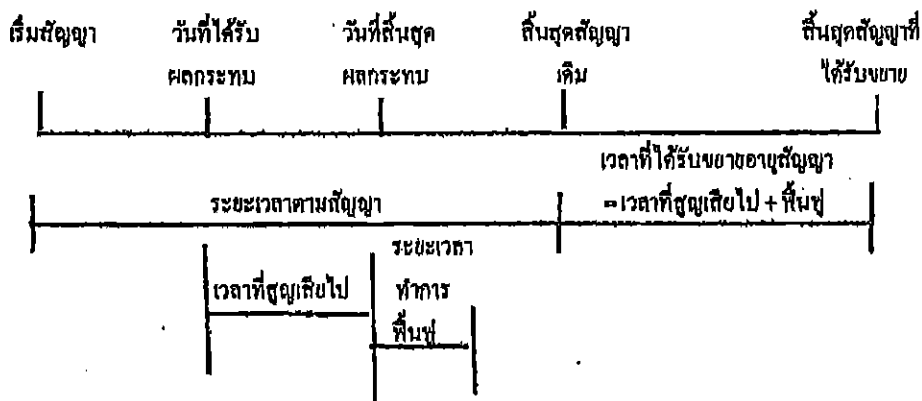 เริ่มสัญญา วันที่ได้รับ วันที่สิ้นสุด สิ้นสุดสัญญา สิ้นสุดสัญญาที่
ผลกระทบ ผลกระทบ เดิม ได้รับขยาย
เวลาที่ได้รับขยายอายุสัญญา
ระยะเวลาตามสัญญา = เวลาที่สูญเสียไป + ฟื้นฟู
ระยะเวลา
เวลาที่สูญเสียไป ทำการ
ฟื้นฟู